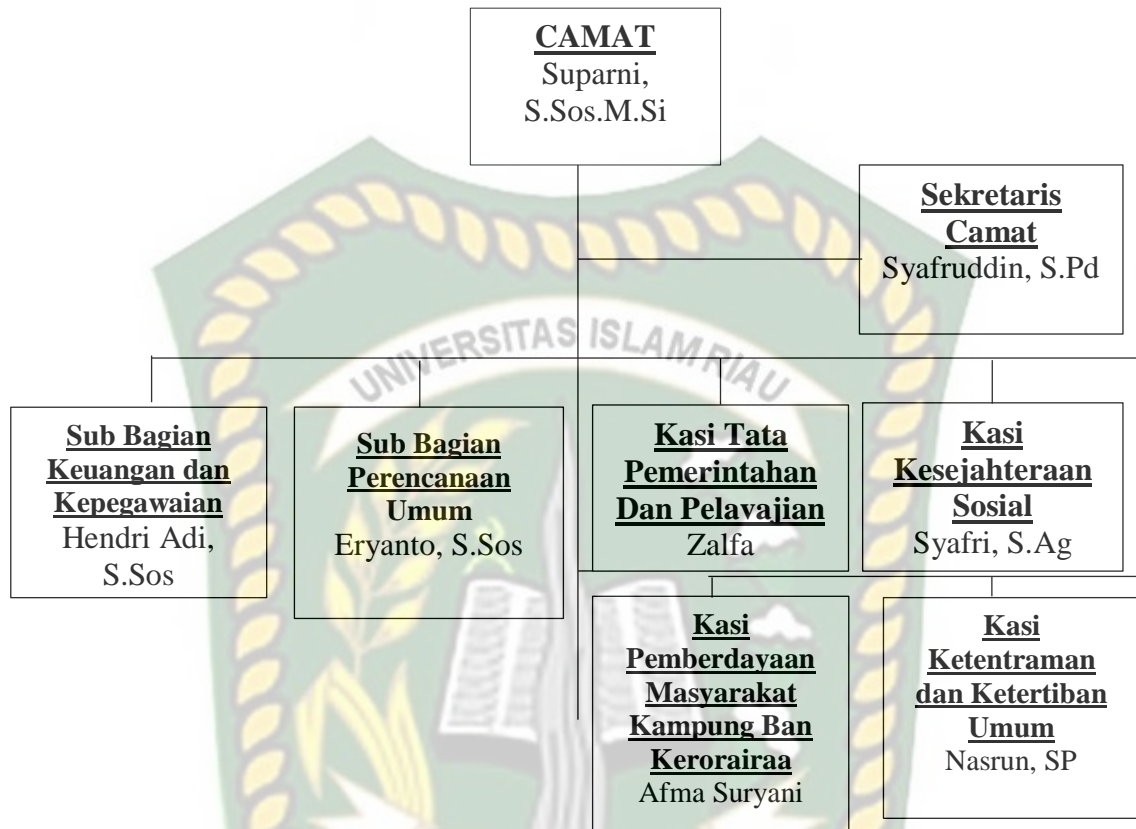 CAMAT
Suparni,
S.Sos.M.Si
Sekretaris
Camat
Syafruddin, S.Pd
UNIVERSITAS ISLAM RIAU
Sub Bagian
Keuangan dan
Kepegawaian
Hendri Adi,
S.Sos
Sub Bagian
Perencanaan
Umum
Eryanto, S.Sos
Kasi Tata
Pemerintahan
Dan Pelavajian
Zalfa
Kasi
Kesejahteraan
Sosial
Syafri, S.Ag
Kasi
Pemberdayaan
Masyarakat
Kampung Ban
Kerorairaa
Afma Suryani
Kasi
Ketentraman
dan Ketertiban
Umum
Nasrun, SP